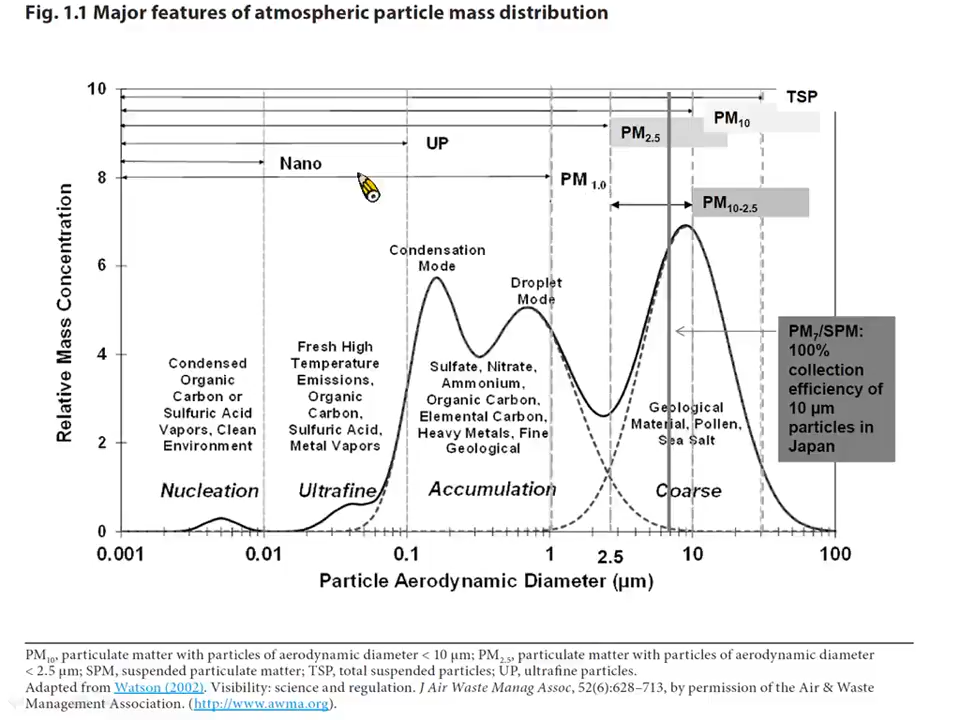 Fig. 1.1 Major features of atmospheric particle mass distribution
10
8
6
4
2
0
Relative Mass Concentration
TSP
PM10
PM2.5
UP
Nano
PM 1.0
PM10-2.5
Condensation
Mode
Droplet
Mode
Condensed
Organic
Carbon or
Sulfuric Acid
Vapors, Clean
Environment
Fresh High
Temperature
Emissions,
Organic
Carbon,
Sulfuric Acid,
Metal Vapors
Sulfate, Nitrate,
Ammonium,
Organic Carbon,
Elemental Carbon,
Heavy Metals, Fine
Geological
Geological
Material, Pollen,
Sea Salt
PM7/SPM:
100%
collection
efficiency of
10 µm
particles in
Japan
Nucleation
Ultrafine
Accumulation
Coarse
0.001 0.01 0.1 1 2.5 10 100
Particle Aerodynamic Diameter (µm)
PM10, particulate matter with particles of aerodynamic diameter < 10 µm; PM2.5, particulate matter with particles of aerodynamic diameter
< 2.5 µm; SPM, suspended particulate matter; TSP, total suspended particles; UP, ultrafine particles.
Adapted from Watson (2002). Visibility: science and regulation. J Air Waste Manag Assoc, 52(6):628–713, by permission of the Air & Waste
Management Association. (http://www.awma.org).